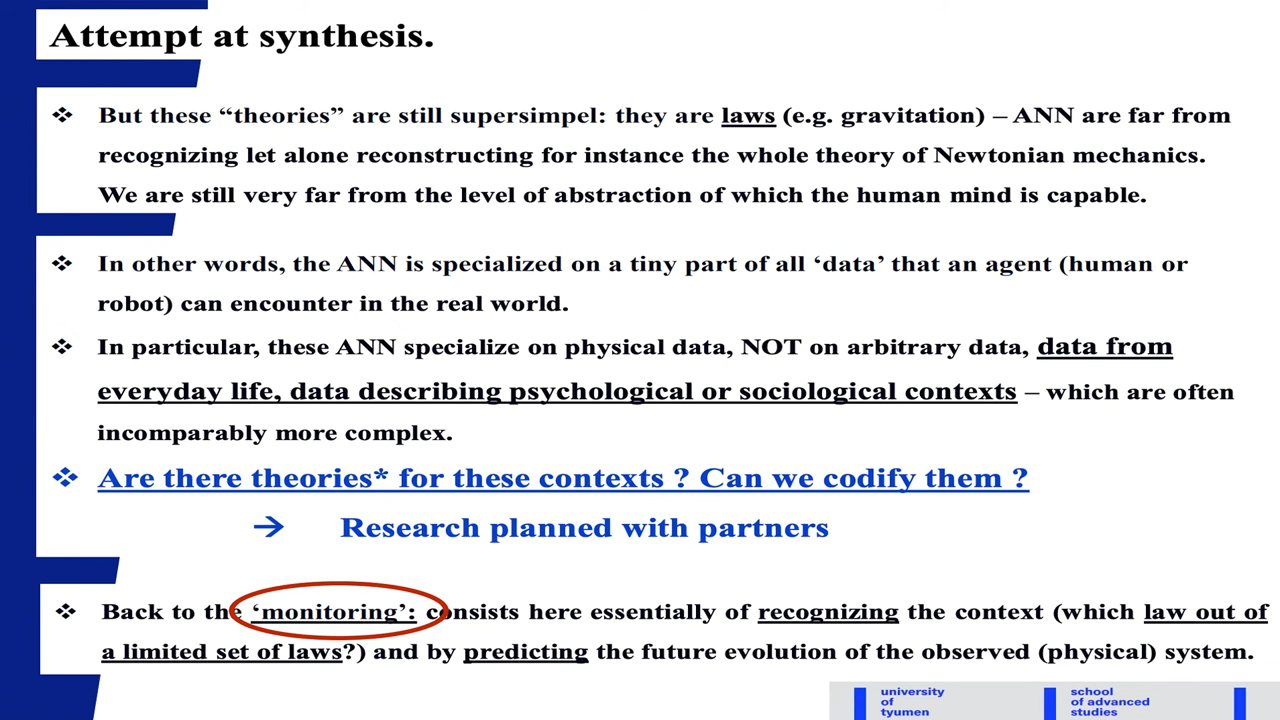 Attempt at synthesis.
❖ But these “theories” are still supersimpel: they are laws (e.g. gravitation) – ANN are far from
recognizing let alone reconstructing for instance the whole theory of Newtonian mechanics.
We are still very far from the level of abstraction of which the human mind is capable.
❖ In other words, the ANN is specialized on a tiny part of all ‘data’ that an agent (human or
robot) can encounter in the real world.
❖ In particular, these ANN specialize on physical data, NOT on arbitrary data, data from
everyday life, data describing psychological or sociological contexts – which are often
incomparably more complex.
❖ Are there theories* for these contexts ? Can we codify them ?
→ Research planned with partners
❖ Back to the ‘monitoring’: consists here essentially of recognizing the context (which law out of
a limited set of laws?) and by predicting the future evolution of the observed (physical) system.
university
of
tyumen
school
of advanced
studies